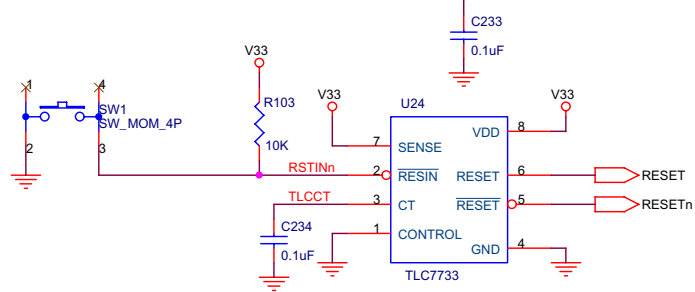 C233
0.1uF
V33
V33
V33
1
4
SW1
SW_MOM_4P
R103
10K
U24
2
3
7
SENSE
VDD
8
RSTINn
2
RESIN
RESET
6
RESET
TLCCT
3
CT
RESET
5
RESETn
C234
0.1uF
1
CONTROL
GND
4
TLC7733